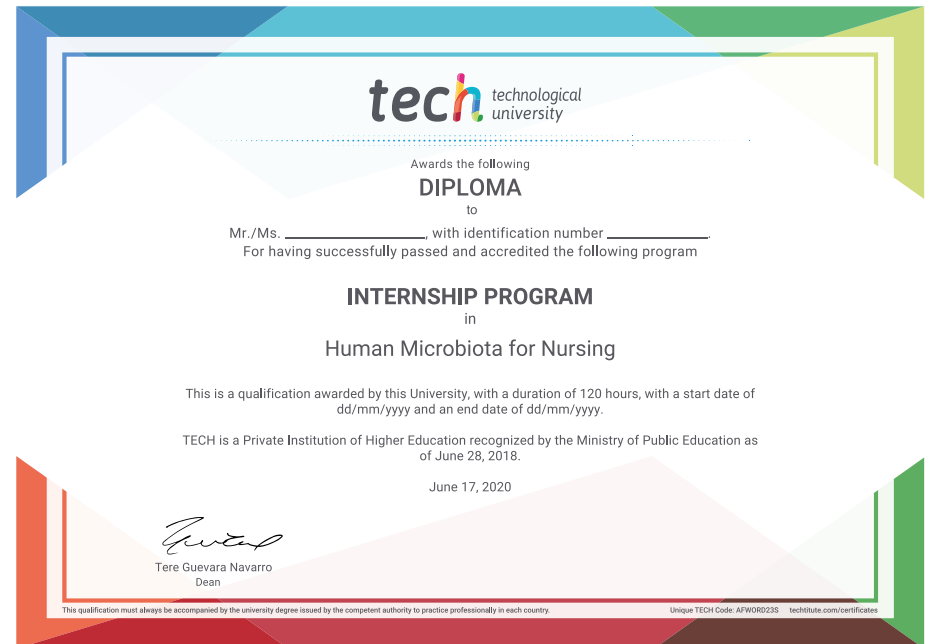 tech technological
university
Awards the following
DIPLOMA
to
Mr./Ms. ____________________, with identification number ______________.
For having successfully passed and accredited the following program
INTERNSHIP PROGRAM
in
Human Microbiota for Nursing
This is a qualification awarded by this University, with a duration of 120 hours, with a start date of
dd/mm/yyyy and an end date of dd/mm/yyyy.
TECH is a Private Institution of Higher Education recognized by the Ministry of Public Education as
of June 28, 2018.
June 17, 2020
Tere Guevara Navarro
Dean
This qualification must always be accompanied by the university degree issued by the competent authority to practice professionally in each country. Unique TECH Code: AFWORD23S techtitute.com/certificates